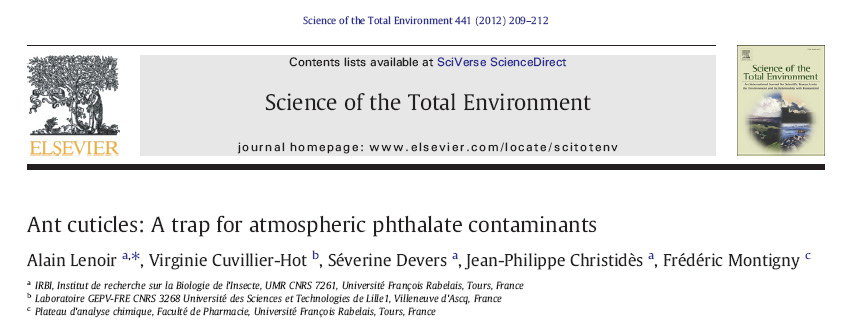 Science of the Total Environment 441 (2012) 209–212
Contents lists available at SciVerse ScienceDirect
Science of the Total Environment
journal homepage: www.elsevier.com/locate/scitotenv
ELSEVIER
Science of the
Total Environment
Ant cuticles: A trap for atmospheric phthalate contaminants
Alain Lenoir a,*, Virginie Cuvillier-Hot b, Séverine Devers a, Jean-Philippe Christidès a, Frédéric Montigny c
a IRBI, Institut de recherche sur la Biologie de l'Insecte, UMR CNRS 7261, Université François Rabelais, Tours, France
b Laboratoire GEPV-FRE CNRS 3268 Université des Sciences et Technologies de Lille1, Villeneuve d'Ascq, France
c Plateau d'analyse chimique, Faculté de Pharmacie, Université François Rabelais, Tours, France